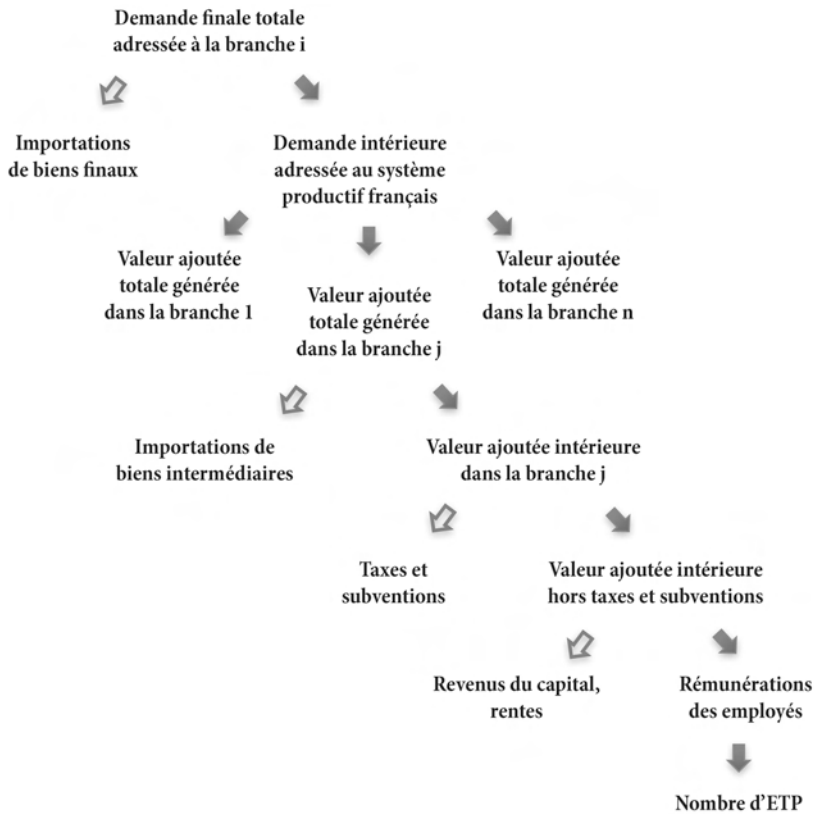 Demande finale totale
adressée à la branche i
Importations
de biens finaux
Demande intérieure
adressée au système
productif français
Valeur ajoutée
totale générée
dans la branche 1
Valeur ajoutée
totale générée
dans la branche j
Valeur ajoutée
totale générée
dans la branche n
Importations de
biens intermédiaires
Valeur ajoutée intérieure
dans la branche j
Taxes et
subventions
Valeur ajoutée intérieure
hors taxes et subventions
Revenus du capital,
rentes
Rémunérations
des employés
Nombre d'ETP